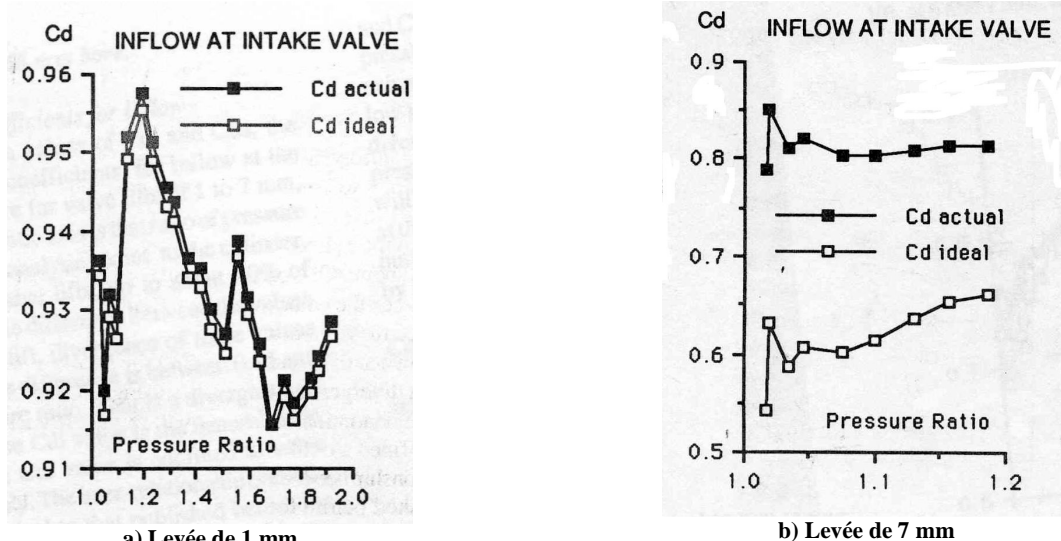 Cd
INFLOW AT INTAKE VALVE
0.96
0.95
0.94
0.93
0.92
0.91
Cd actual
Cd ideal
Pressure Ratio
1.0 1.2 1.4 1.6 1.8 2.0
a) Levée de 1 mm
Cd
INFLOW AT INTAKE VALVE
0.9
0.8
0.7
0.6
0.5
Cd actual
Cd ideal
Pressure Ratio
1.0 1.1 1.2
b) Levée de 7 mm